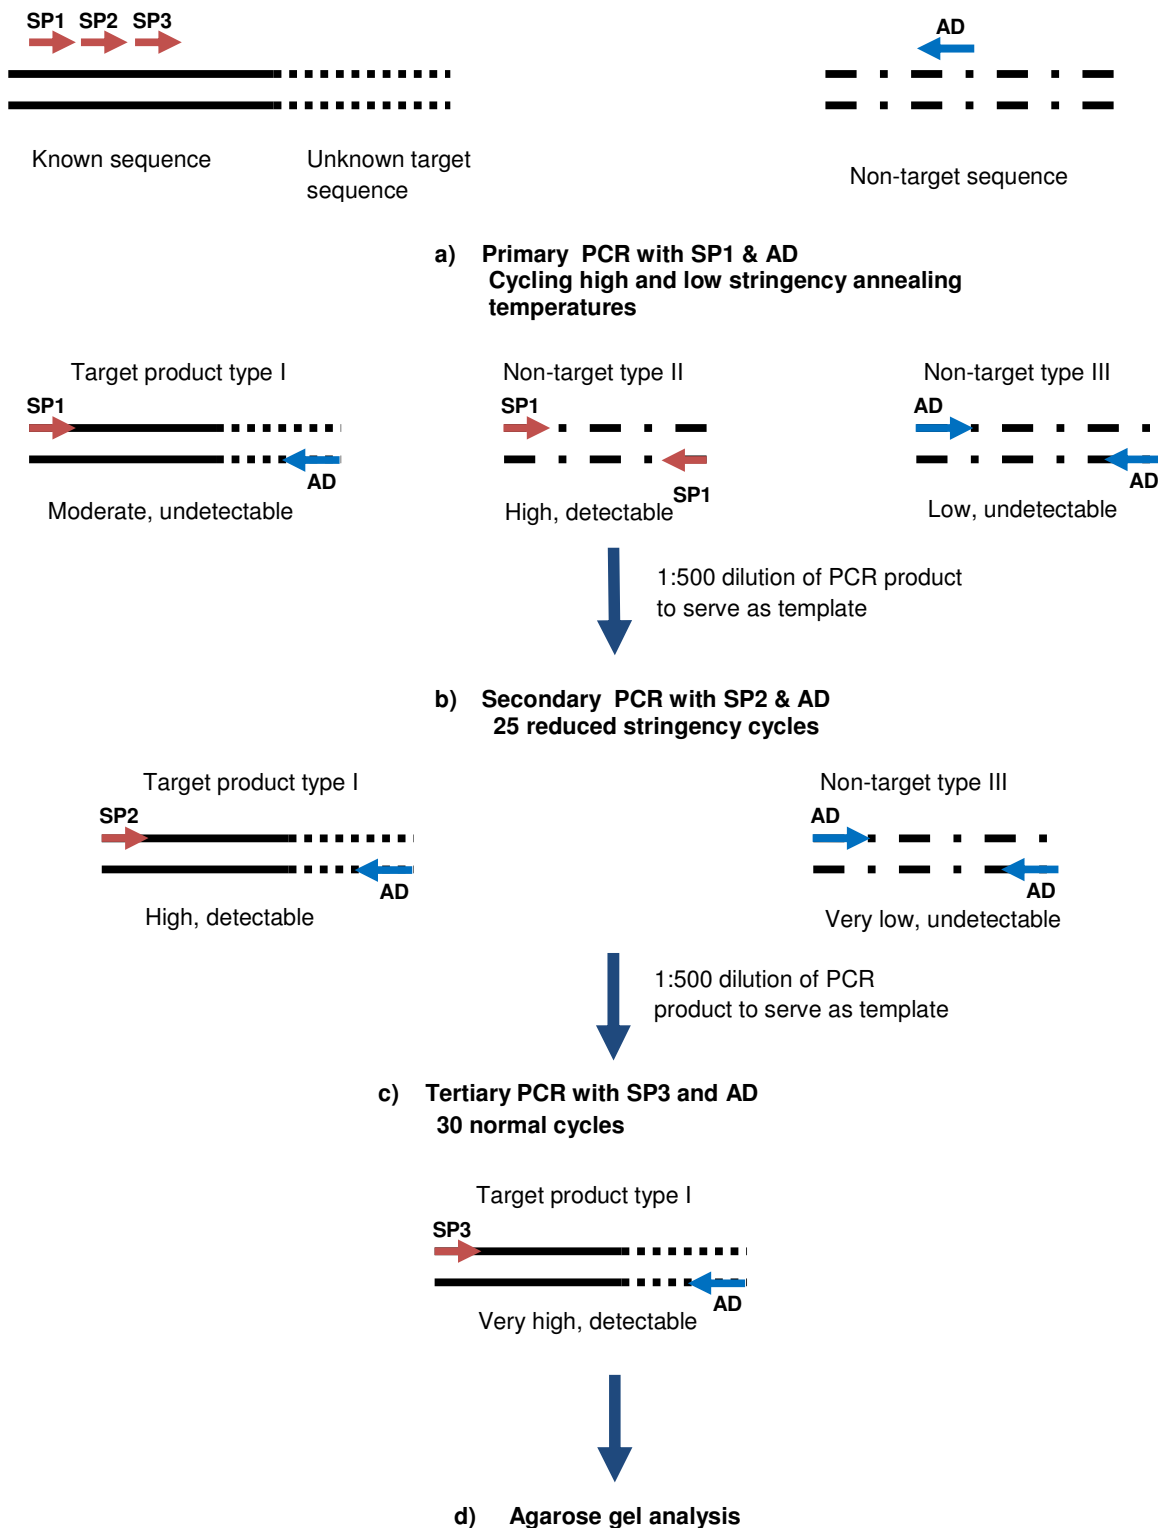 SP1 SP2 SP3
AD
Known sequence
Unknown target
sequence
Non-target sequence
a) Primary PCR with SP1 & AD
Cycling high and low stringency annealing
temperatures
Target product type I
SP1
AD
Moderate, undetectable
Non-target type II
SP1
SP1
High, detectable
Non-target type III
AD
AD
Low, undetectable
1:500 dilution of PCR product
to serve as template
b) Secondary PCR with SP2 & AD
25 reduced stringency cycles
Target product type I
SP2
AD
High, detectable
Non-target type III
AD
AD
Very low, undetectable
1:500 dilution of PCR
product to serve as template
c) Tertiary PCR with SP3 and AD
30 normal cycles
Target product type I
SP3
AD
Very high, detectable
d) Agarose gel analysis